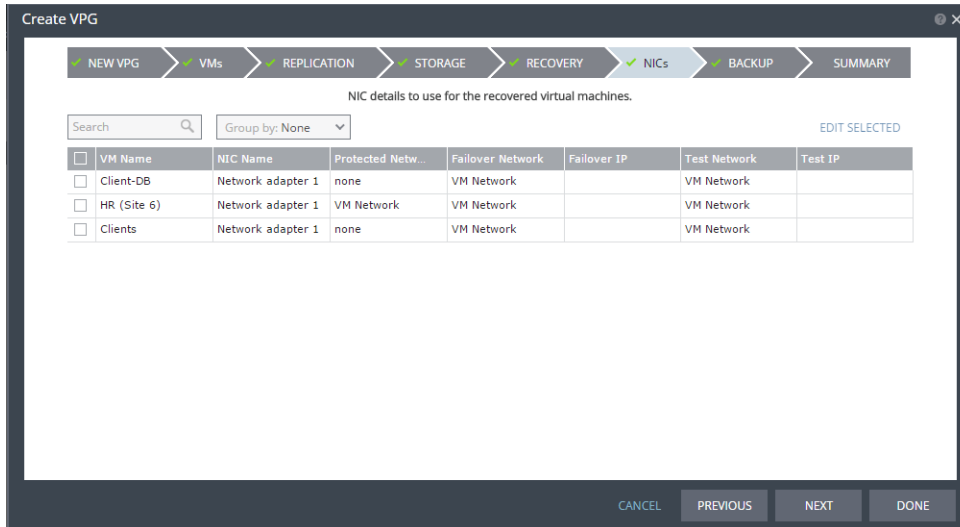 Create VPG
NEW VPG VMs REPLICATION STORAGE RECOVERY NICs BACKUP SUMMARY
NIC details to use for the recovered virtual machines.
Search Group by: None EDIT SELECTED
VM Name NIC Name Protected Netw... Failover Network Failover IP Test Network Test IP
Client-DB Network adapter 1 none VM Network VM Network
HR (Site 6) Network adapter 1 VM Network VM Network VM Network
Clients Network adapter 1 none VM Network VM Network
CANCEL PREVIOUS NEXT DONE